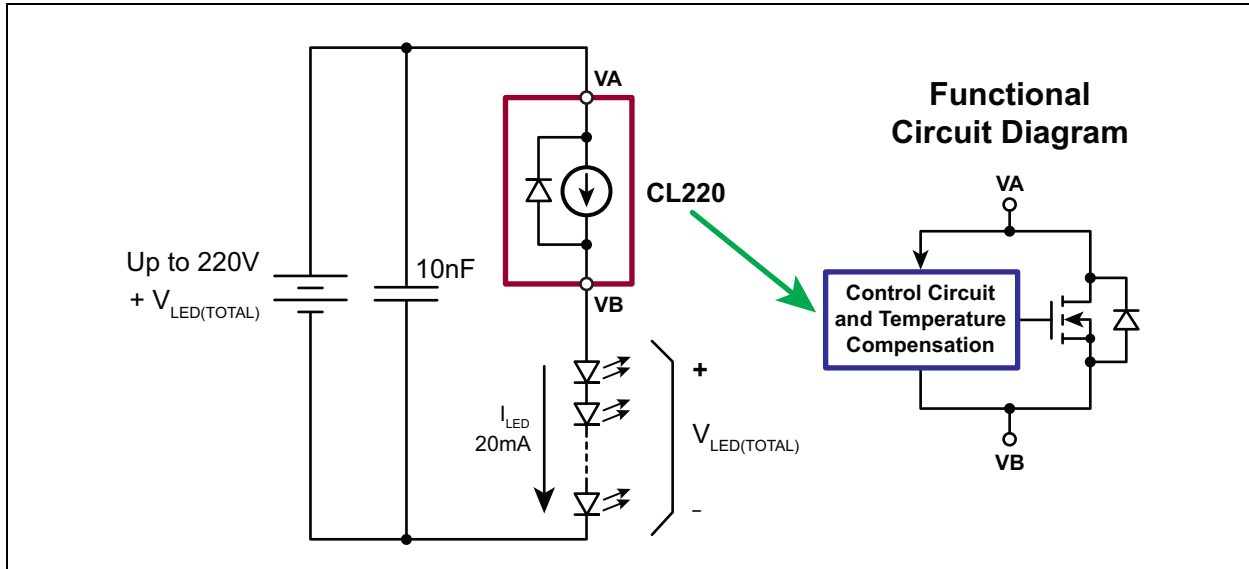 VA
CL220
Up to 220V
+ VLED(TOTAL)
10nF
VB
ILED
20mA
+
VLED(TOTAL)
–
Functional
Circuit Diagram
VA
Control Circuit
and Temperature
Compensation
VB